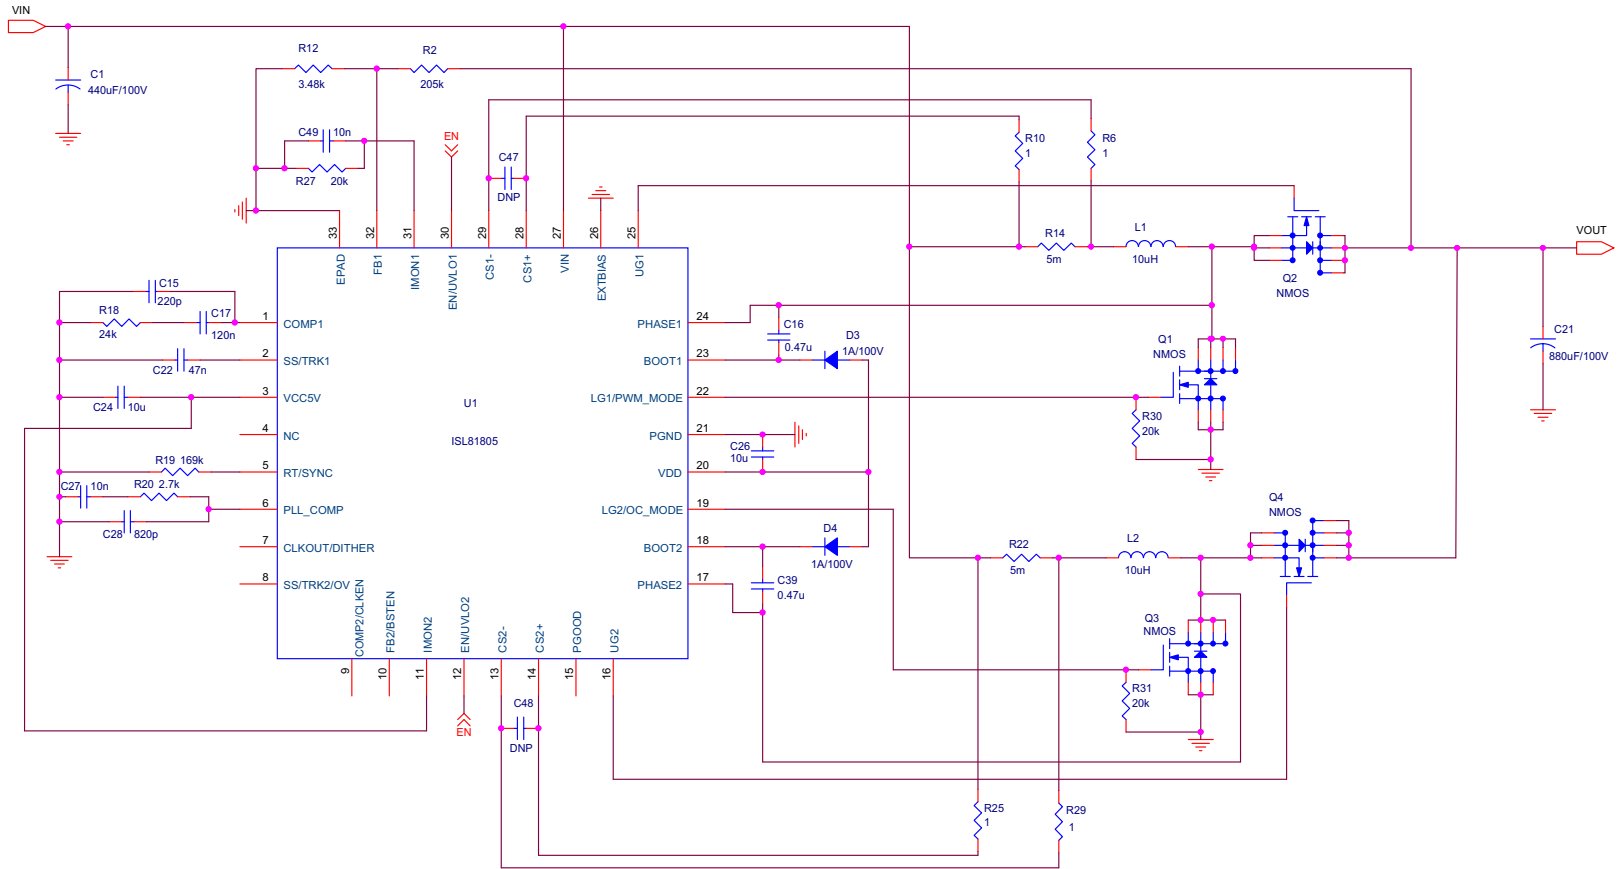 VIN
C1
440uF/100V
R12
3.48k
R2
205k
C49 10n
R27 20k
EN
C47
DNP
R10
1
R6
1
R14
5m
L1
10uH
Q2
NMOS
VOUT
C21
880uF/100V
33
32
31
30
29
28
27
26
25
EPAD
FB1
IMON1
EN/UVLO1
CS1-
CS1+
VIN
EXTBIAS
UG1
C15
220p
R18
24k
C17
120n
C22 47n
C24 10u
R19 169k
C27 10n
R20 2.7k
C28 820p
1 COMP1
2 SS/TRK1
3 VCC5V
4 NC
5 RT/SYNC
6 PLL_COMP
7 CLKOUT/DITHER
8 SS/TRK2/OV
U1
ISL81805
PHASE1 24
BOOT1 23
LG1/PWM_MODE 22
PGND 21
VDD 20
LG2/OC_MODE 19
BOOT2 18
PHASE2 17
C16
0.47u
D3
1A/100V
C26
10u
D4
1A/100V
C39
0.47u
Q1
NMOS
R30
20k
R22
5m
L2
10uH
Q4
NMOS
Q3
NMOS
R31
20k
COMP2/CLKEN
FB2/BSTEN
IMON2
EN/UVLO2
CS2-
CS2+
PGOOD
UG2
9
10
11
12
13
14
15
16
EN
C48
DNP
R25
1
R29
1